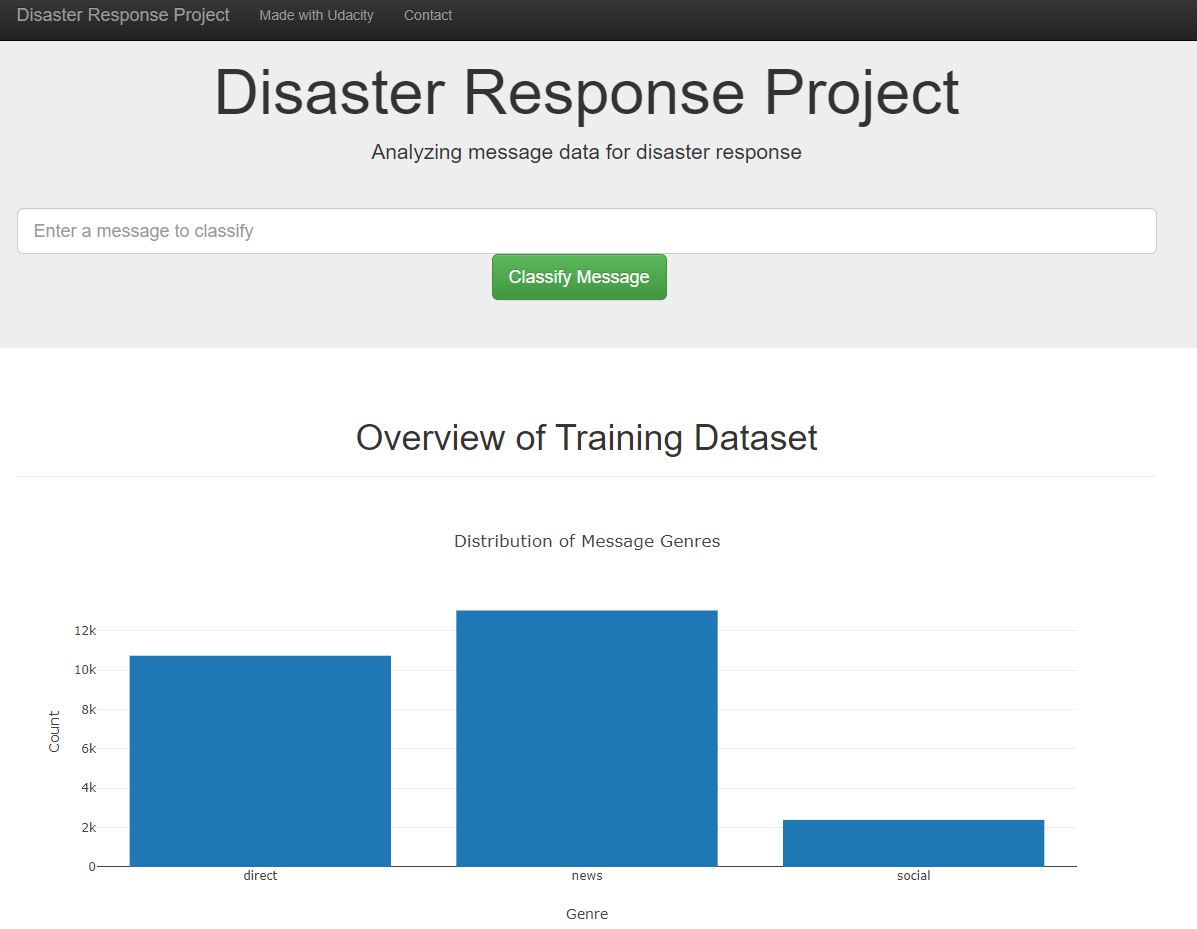 Disaster Response Project Made with Udacity Contact
Disaster Response Project
Analyzing message data for disaster response
Enter a message to classify
Classify Message
Overview of Training Dataset
Distribution of Message Genres
12k
10k
8k
6k
4k
2k
0
Count
direct news social
Genre